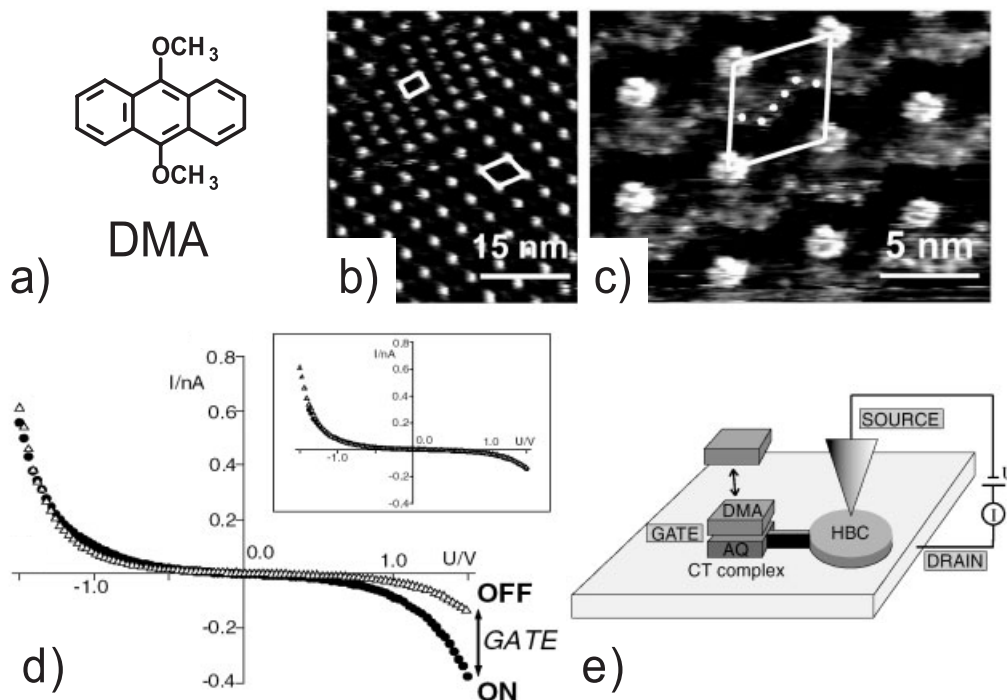 OCH₃
OCH₃
DMA
a)
15 nm
b)
5 nm
c)
0.8
I/nA
0.6
0.4
0.2
0.0
1.0
U/V
-1.0
-0.2
-0.4
OFF
GATE
ON
d)
0.8
I/nA
0.6
0.4
0.2
0.0
1.0
U/V
-1.0
-0.2
-0.4
SOURCE
U
I
DMA
GATE
AQ
HBC
CT complex
DRAIN
e)